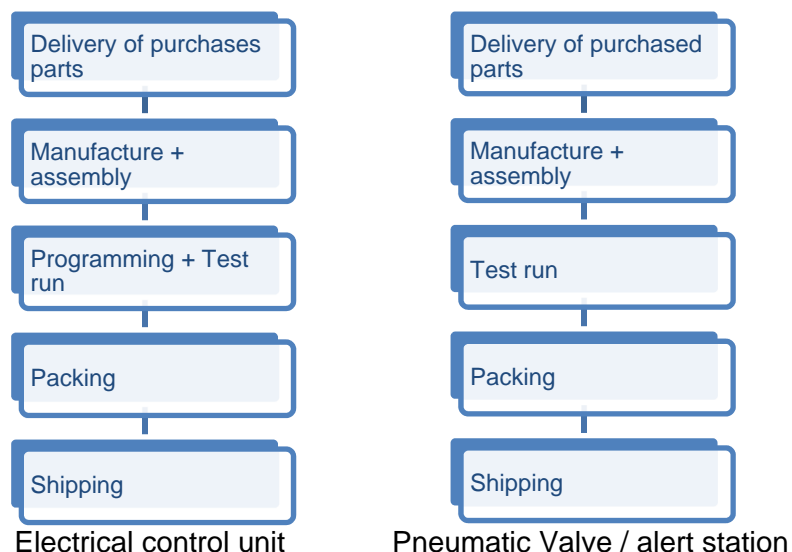 Delivery of purchases
parts
Manufacture +
assembly
Programming + Test
run
Packing
Shipping
Electrical control unit
Delivery of purchased
parts
Manufacture +
assembly
Test run
Packing
Shipping
Pneumatic Valve / alert station